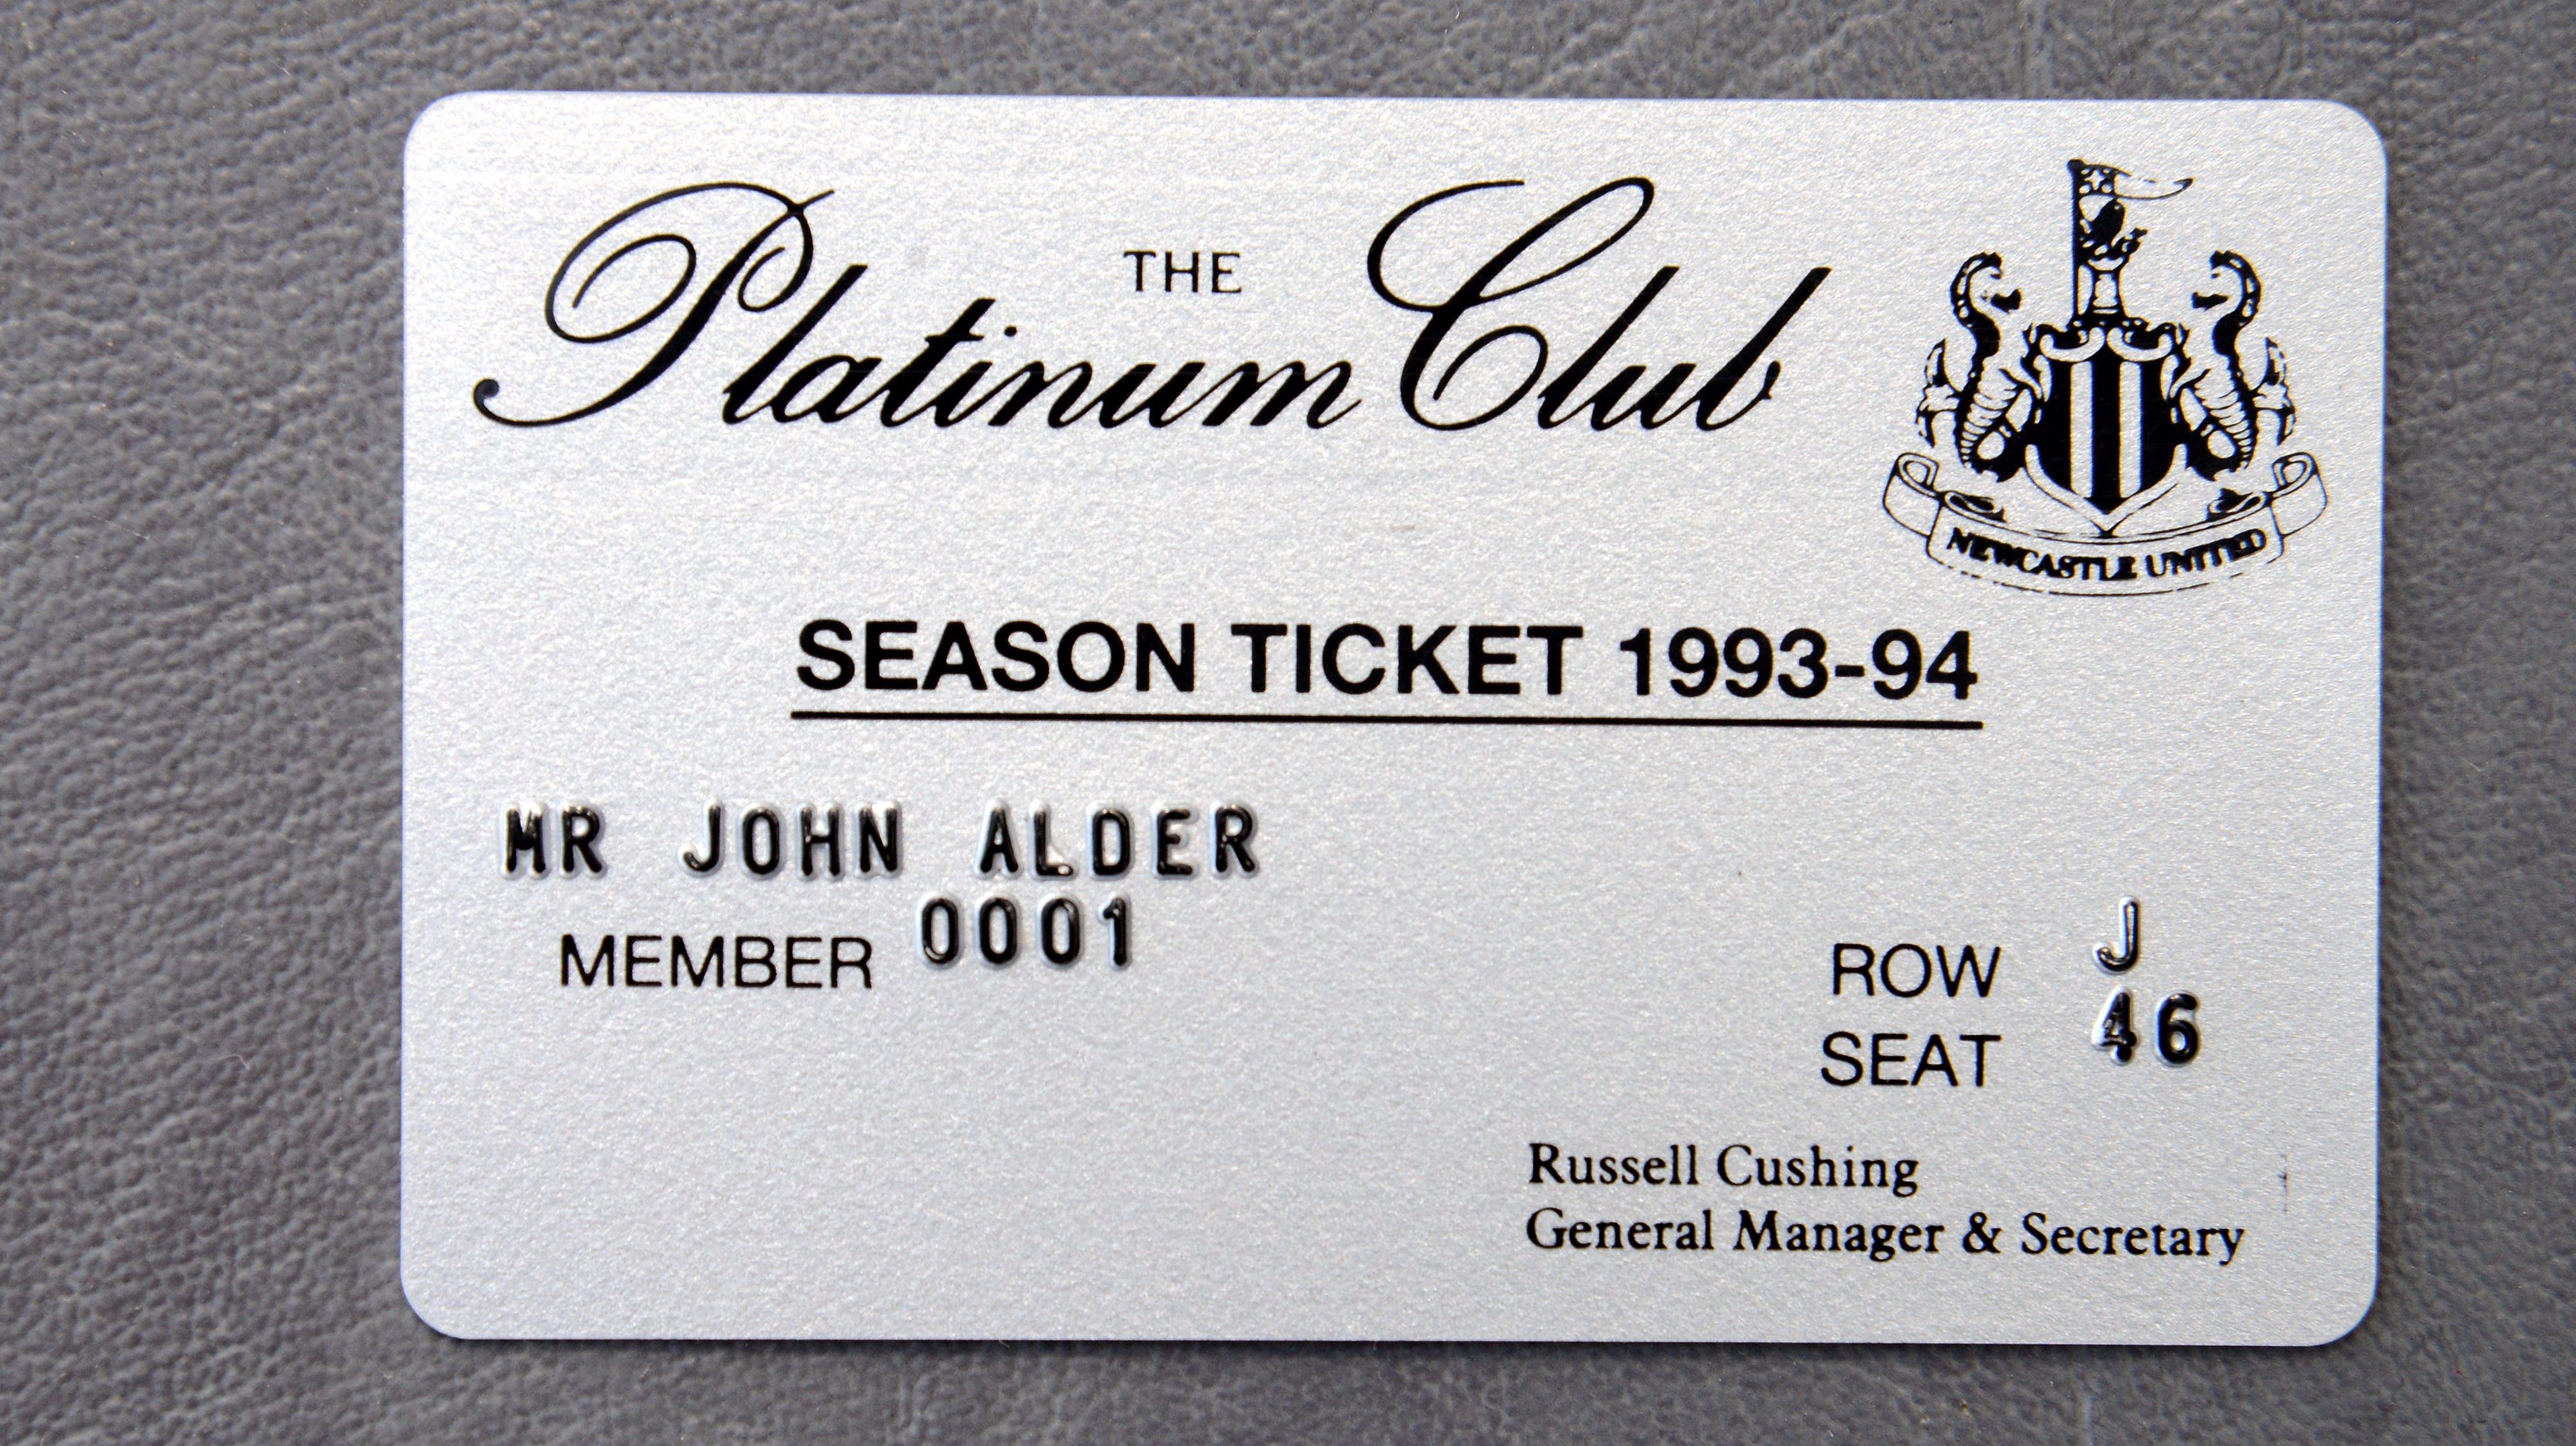 THE
Platinum Club
NEWCASTLE UNITED
SEASON TICKET 1993-94
MR JOHN ALDER
MEMBER 0001
ROW J
SEAT 46
Russell Cushing
General Manager & Secretary